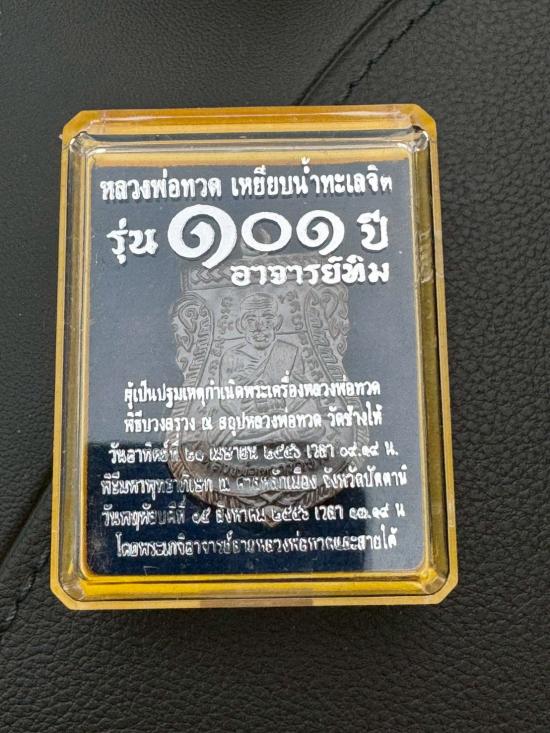 หลวงพ่อทวด เหยียบน้ำทะเลจืด
รุ่น ๑๐๑ ปี
อาจารย์ทิม
ผู้เป็นปฐมเหตุกำเนิดพระเครื่องหลวงพ่อทวด
พิธีบวงสรวง ณ สถูปหลวงพ่อทวด วัดช้างให้
วันอาทิตย์ที่ เมษายน ๒๕๕๖ เวลา ๐๙.๑๙ น.
พิธีมหาพุทธาภิเษก ณ ศาลหลักเมือง จังหวัดปัตตานี
วันพฤหัสบดีที่ ๑๕ สิงหาคม ๒๕๕๖ เวลา ๑๓.๑๙ น
โดยพระเกจิอาจารย์สายหลวงพ่อทวดและสายใต้